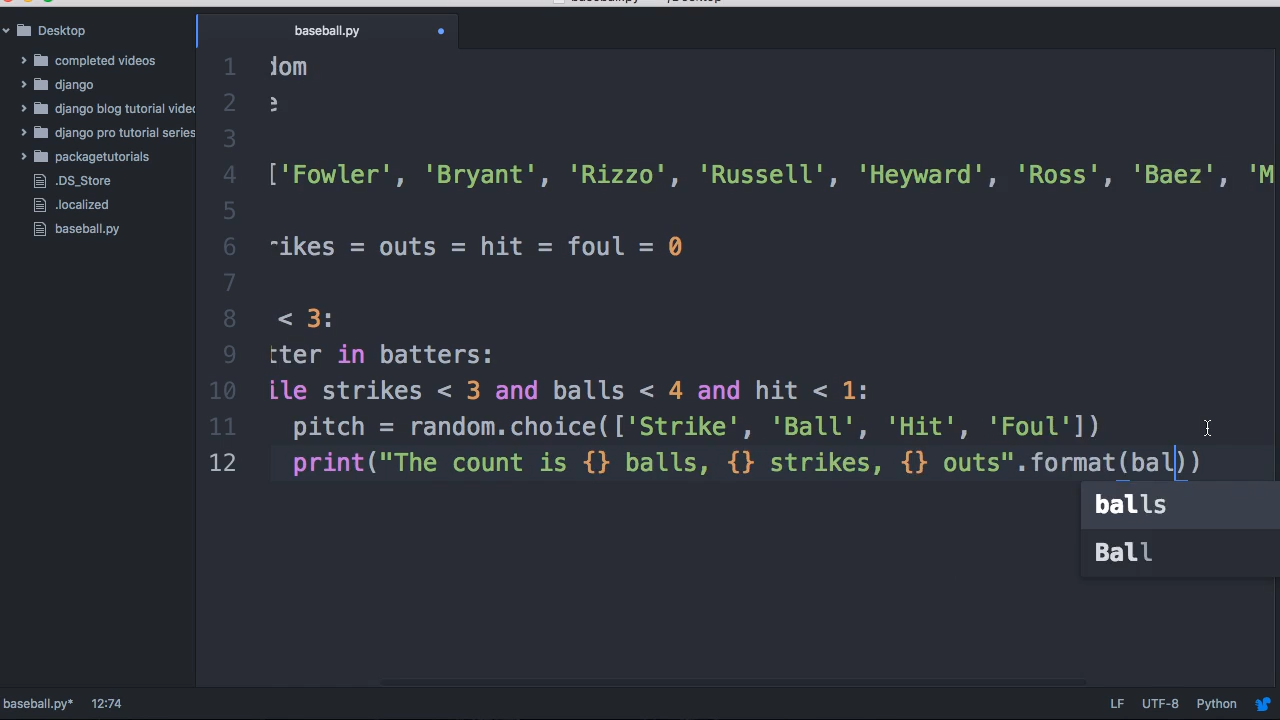 Desktop
baseball.py
completed videos
django
django blog tutorial video
django pro tutorial series
packagetutorials
.DS_Store
.localized
baseball.py
1 dom
2 e
3
4 ['Fowler', 'Bryant', 'Rizzo', 'Russell', 'Heyward', 'Ross', 'Baez', 'M
5
6 rikes = outs = hit = foul = 0
7
8 < 3:
9 tter in batters:
10 ile strikes < 3 and balls < 4 and hit < 1:
11 pitch = random.choice(['Strike', 'Ball', 'Hit', 'Foul'])
12 print("The count is {} balls, {} strikes, {} outs".format(bal))
balls
Ball
baseball.py* 12:74 LF UTF-8 Python